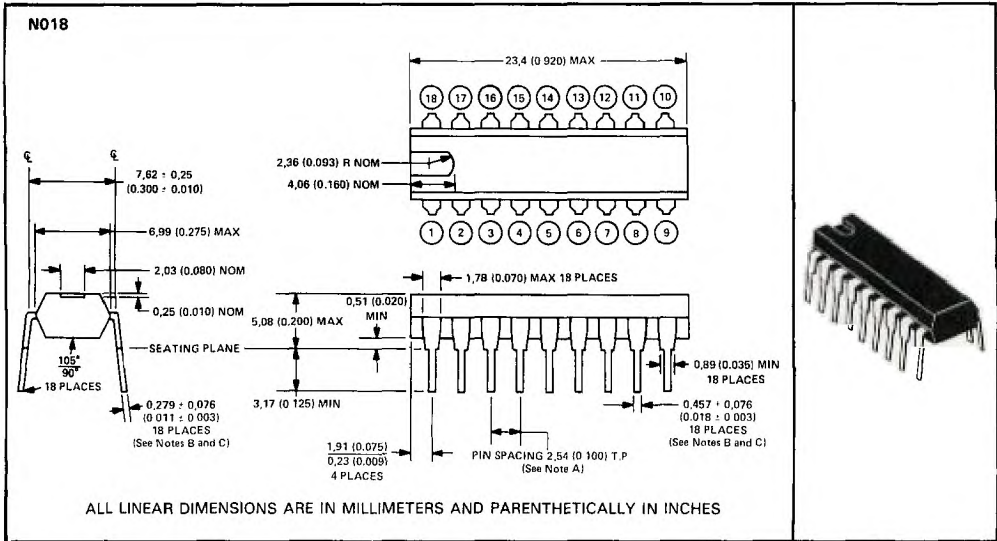 N018
23,4 (0 920) MAX
18 17 16 15 14 13 12 11 10
2,36 (0.093) R NOM
4,06 (0.160) NOM
1 2 3 4 5 6 7 8 9
℄ ℄
7,62 ± 0,25
(0.300 ± 0.010)
6,99 (0.275) MAX
2,03 (0.080) NOM
0,25 (0.010) NOM
SEATING PLANE
105°
90°
18 PLACES
0,279 ± 0,076
(0 011 ± 0 003)
18 PLACES
(See Notes B and C)
1,78 (0.070) MAX 18 PLACES
0,51 (0.020)
MIN
5,08 (0.200) MAX
3,17 (0 125) MIN
0,89 (0.035) MIN
18 PLACES
0,457 ± 0,076
(0.018 ± 0.003)
18 PLACES
(See Notes B and C)
1,91 (0.075)
0,23 (0.009)
4 PLACES
PIN SPACING 2,54 (0 100) T.P
(See Note A)
ALL LINEAR DIMENSIONS ARE IN MILLIMETERS AND PARENTHETICALLY IN INCHES